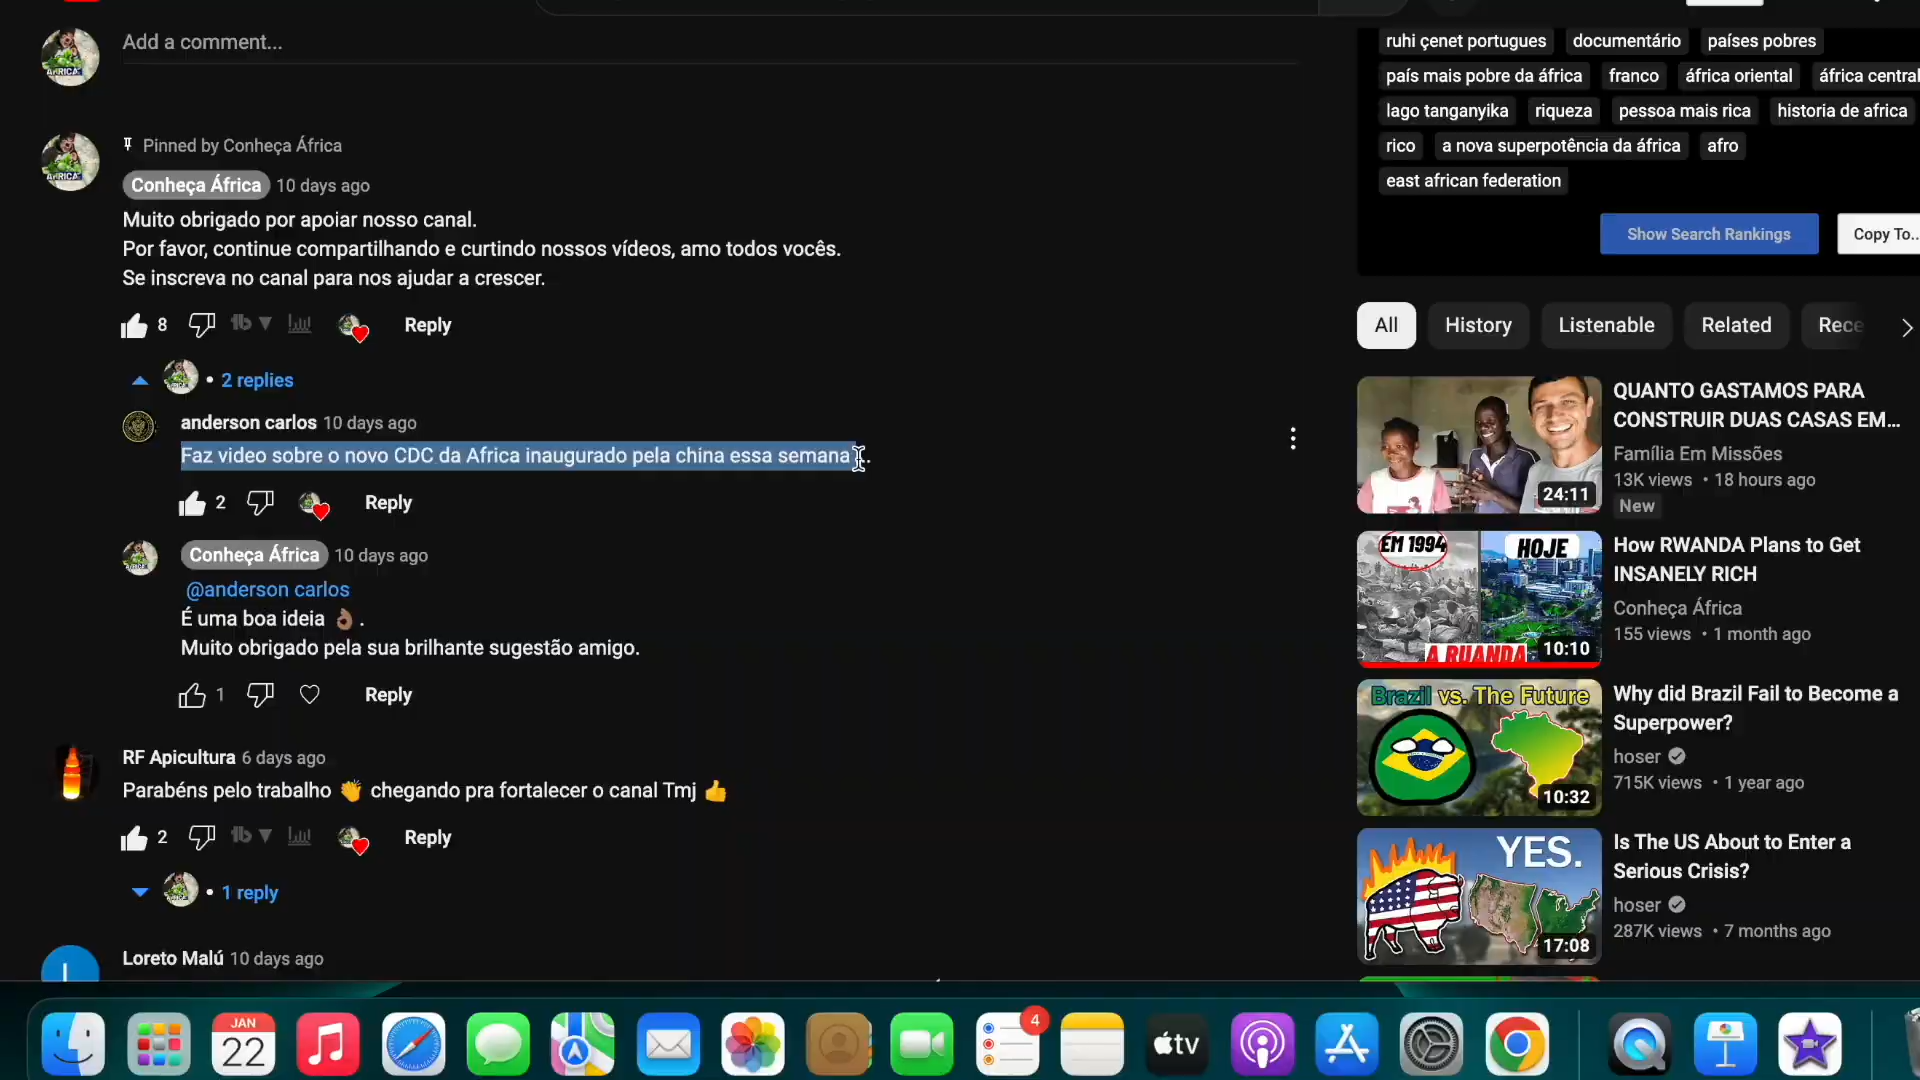 Add a comment...
Pinned by Conheça África
Conheça África 10 days ago
Muito obrigado por apoiar nosso canal.
Por favor, continue compartilhando e curtindo nossos vídeos, amo todos vocês.
Se inscreva no canal para nos ajudar a crescer.
8 Reply
• 2 replies
anderson carlos 10 days ago
Faz video sobre o novo CDC da Africa inaugurado pela china essa semana
2 Reply
Conheça África 10 days ago
@anderson carlos
É uma boa ideia 👌🏾 .
Muito obrigado pela sua brilhante sugestão amigo.
1 Reply
RF Apicultura 6 days ago
Parabéns pelo trabalho 👏 chegando pra fortalecer o canal Tmj 👍
2 Reply
• 1 reply
Loreto Malú 10 days ago
ruhi çenet portugues documentário países pobres
país mais pobre da áfrica franco áfrica oriental áfrica central
lago tanganyika riqueza pessoa mais rica historia de africa
rico a nova superpotência da áfrica afro
east african federation
Show Search Rankings Copy To...
All History Listenable Related Rece
24:11
QUANTO GASTAMOS PARA
CONSTRUIR DUAS CASAS EM...
Família Em Missões
13K views • 18 hours ago
New
EM 1994 HOJE
A RUANDA 10:10
How RWANDA Plans to Get
INSANELY RICH
Conheça África
155 views • 1 month ago
Brazil vs. The Future
10:32
Why did Brazil Fail to Become a
Superpower?
hoser
715K views • 1 year ago
YES.
17:08
Is The US About to Enter a
Serious Crisis?
hoser
287K views • 7 months ago
JAN
22
4
tv